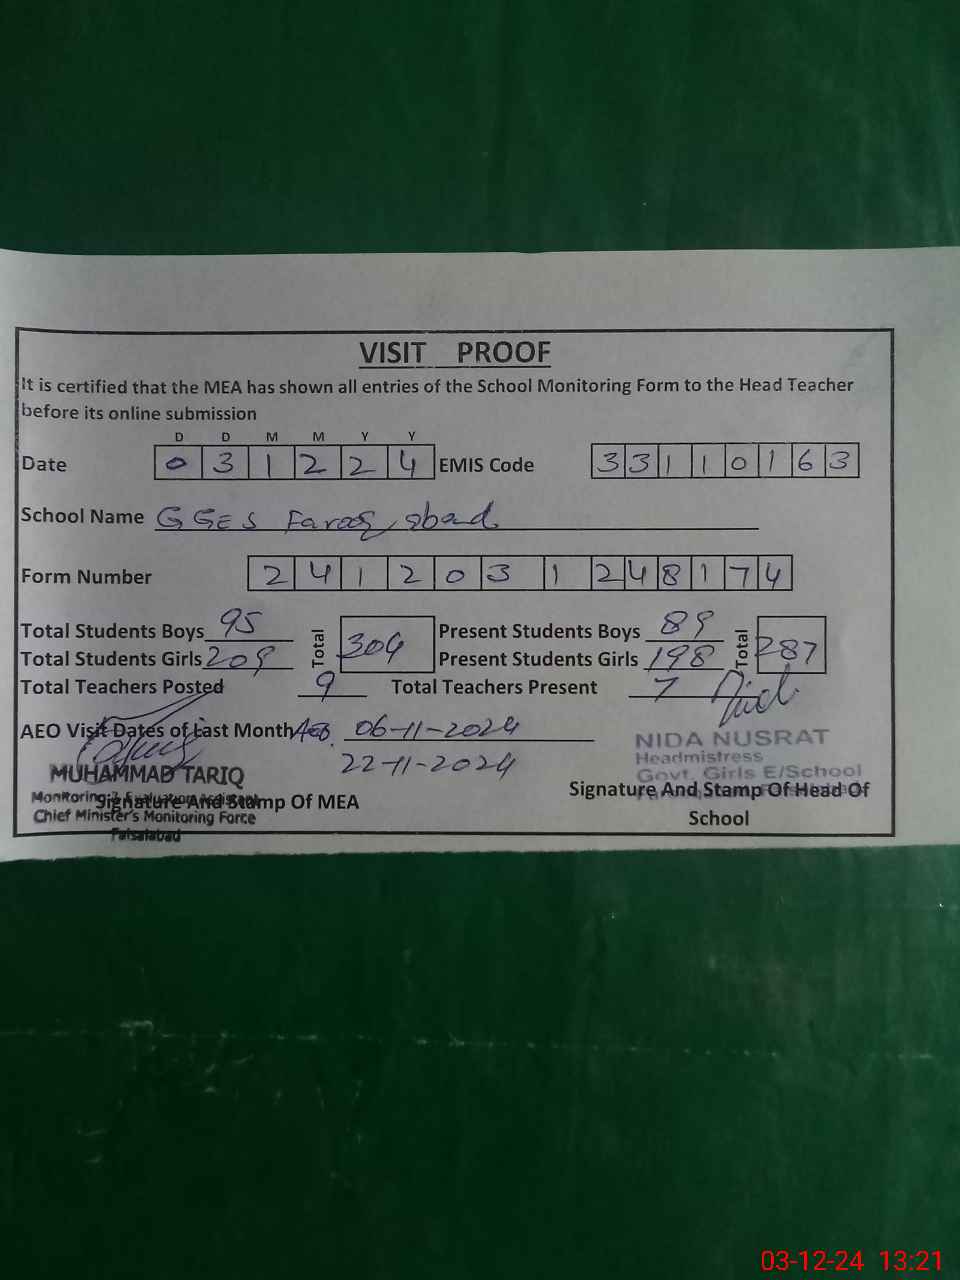 VISIT PROOF
It is certified that the MEA has shown all entries of the School Monitoring Form to the Head Teacher
before its online submission
D D M M Y Y
Date 0 3 1 2 2 4 EMIS Code 3 3 1 1 0 1 6 3
School Name GGES Farooq abad
Form Number 2 4 1 2 0 3 1 2 4 8 1 7 4
Total Students Boys 95 Total 304 Present Students Boys 89 Total 287
Total Students Girls 209 Present Students Girls 198
Total Teachers Posted 9 Total Teachers Present 7
AEO Visit Dates of Last Month AEO 06-11-2024
22-11-2024
NIDA NUSRAT
Headmistress
Govt. Girls E/School
MUHAMMAD TARIQ
Monitoring & Evaluation Assistant
Signature And Stamp Of MEA
Chief Minister's Monitoring Force
Faisalabad
Signature And Stamp Of Head Of
School
03-12-24 13:21